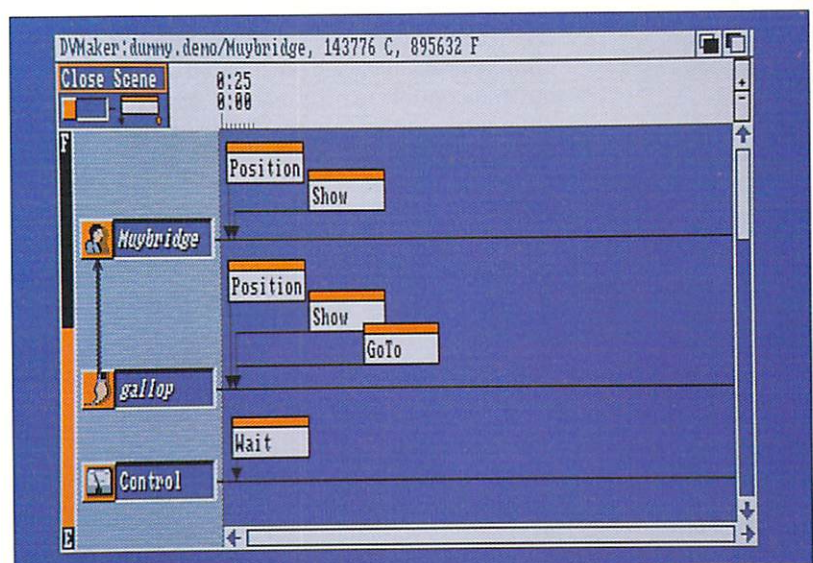 DVMaker:dummy.demo/Muybridge, 143776 C, 895632 F
Close Scene
0:25
0:00
+
-
F
Position
Show
Muybridge
Position
Show
GoTo
gallop
Wait
Control
E